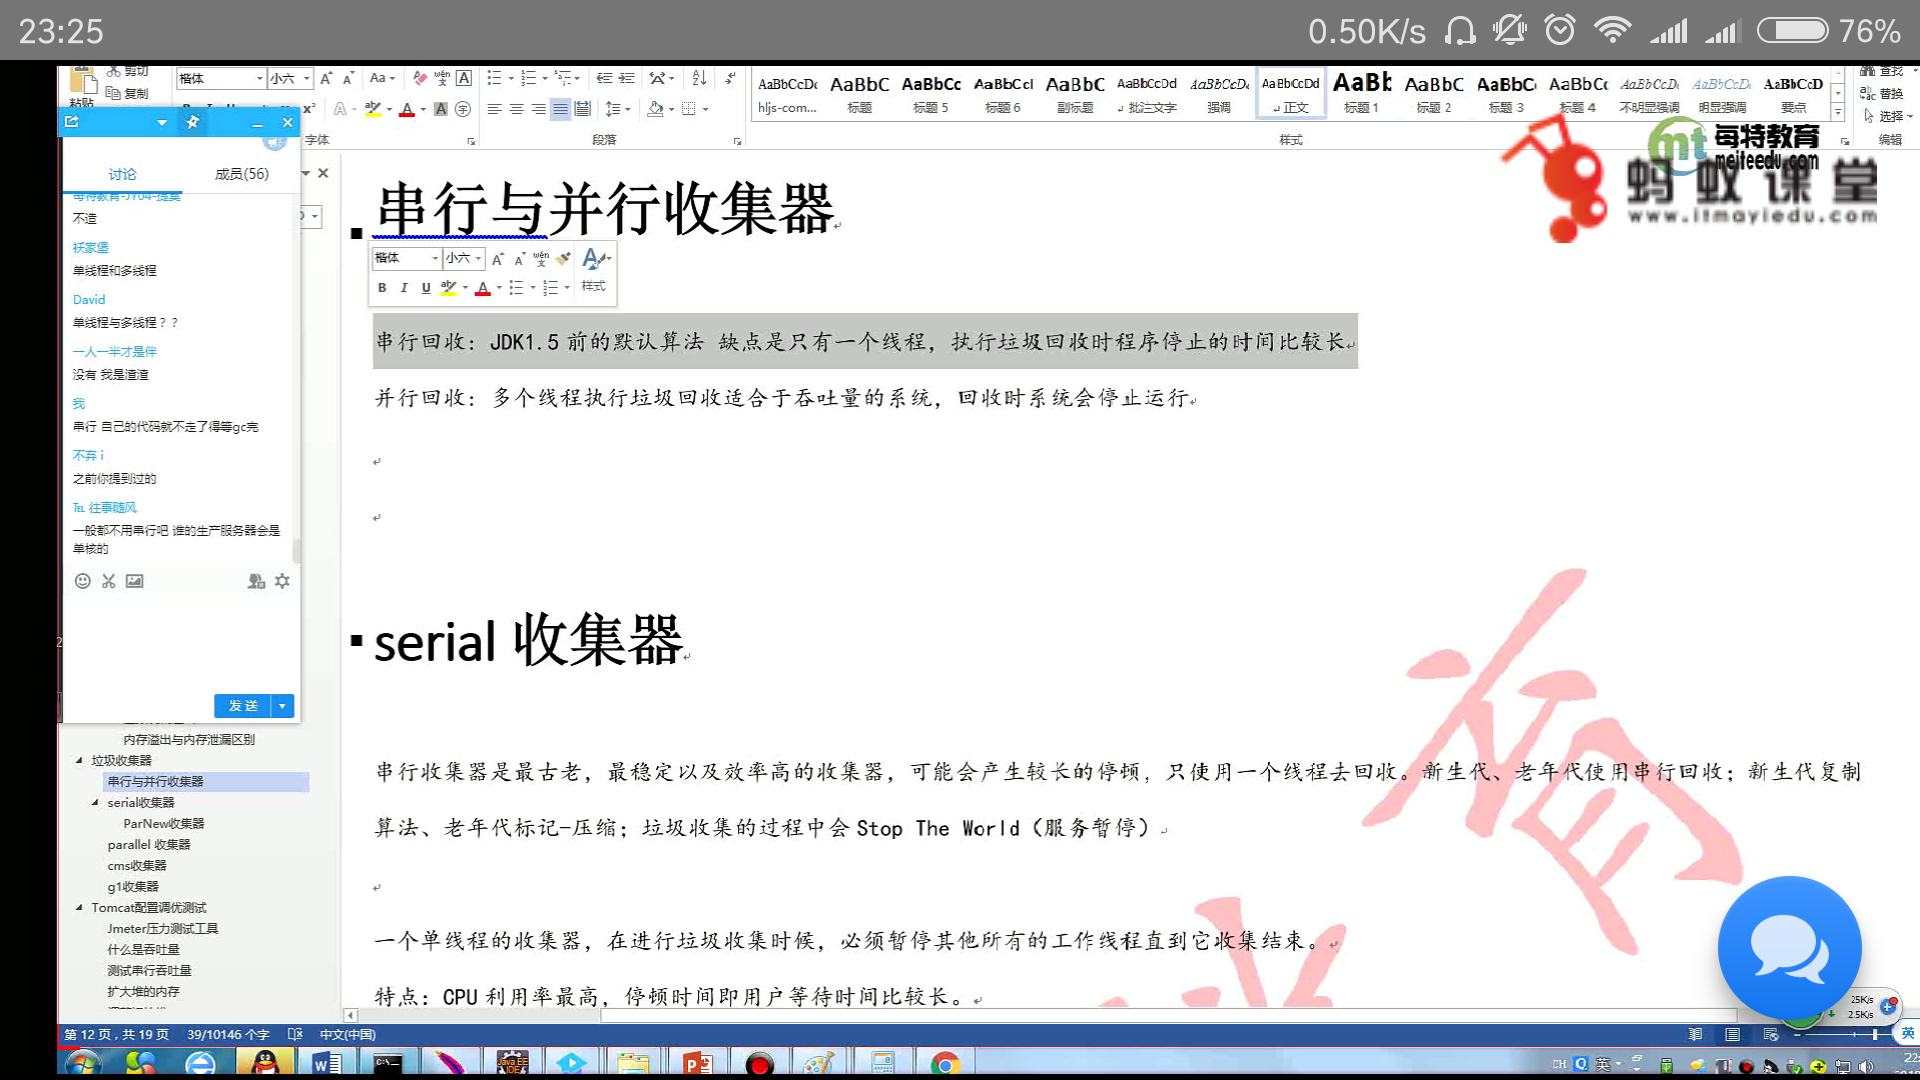 23:25
0.50K/s
76%
剪切
复制
粘贴
楷体
小六
字体
段落
AaBbCcDc
hljs-com...
AaBbC
标题
AaBbCc
标题 5
AaBbCcl
标题 6
AaBbC
副标题
AaBbCcDd
批注文字
AaBbCcDc
强调
AaBbCcDd
正文
AaBb
标题 1
AaBbC
标题 2
AaBbC
标题 3
AaBbCc
标题 4
AaBbCcDc
不明显强调
AaBbCcDc
明显强调
AaBbCcD
要点
样式
查找
替换
选择
编辑
每特教育
meiteedu.com
蚂蚁课堂
www.itmayiedu.com
讨论
成员(56)
不造
祆家堡
单线程和多线程
David
单线程与多线程？？
一人一半才是伴
没有 我是渣渣
我
串行 自己的代码就不走了得等gc完
不弃 i
之前你提到过的
℡ 往事随风
一般都不用串行吧 谁的生产服务器会是
单核的
发送
内存溢出与内存泄漏区别
垃圾收集器
串行与并行收集器
serial收集器
ParNew收集器
parallel 收集器
cms收集器
g1收集器
Tomcat配置调优测试
Jmeter压力测试工具
什么是吞吐量
测试串行吞吐量
扩大堆的内存
串行与并行收集器
楷体
小六
样式
串行回收：JDK1.5 前的默认算法 缺点是只有一个线程，执行垃圾回收时程序停止的时间比较长
并行回收：多个线程执行垃圾回收适合于吞吐量的系统，回收时系统会停止运行
serial 收集器
串行收集器是最古老，最稳定以及效率高的收集器，可能会产生较长的停顿，只使用一个线程去回收。新生代、老年代使用串行回收；新生代复制
算法、老年代标记-压缩；垃圾收集的过程中会 Stop The World（服务暂停）
一个单线程的收集器，在进行垃圾收集时候，必须暂停其他所有的工作线程直到它收集结束。
特点：CPU 利用率最高，停顿时间即用户等待时间比较长。
25K/s
2.5K/s
英
第 12 页，共 19 页
39/10146 个字
中文(中国)
CH
英